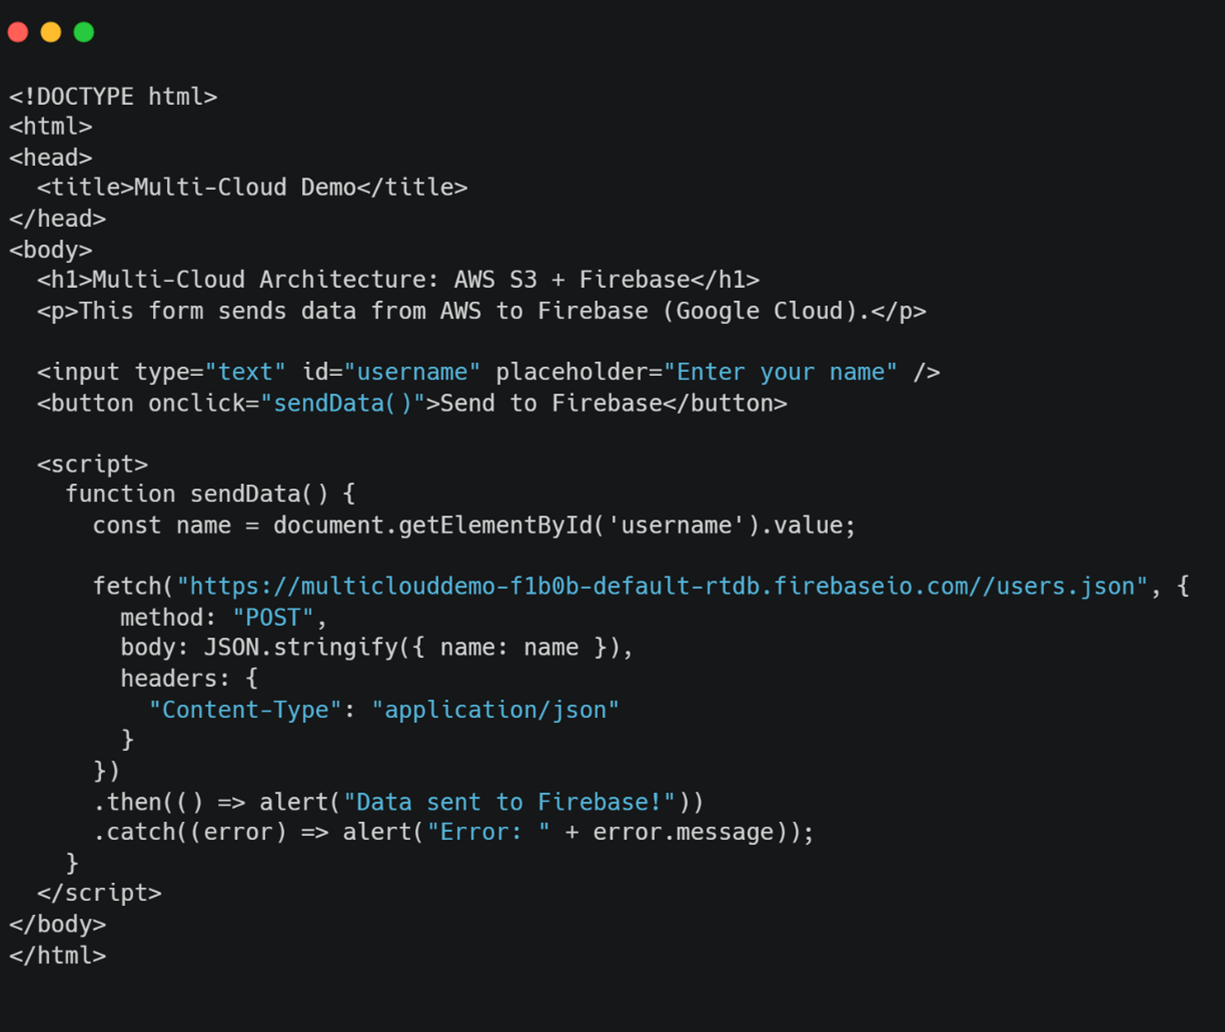 <!DOCTYPE html>
<html>
<head>
  <title>Multi-Cloud Demo</title>
</head>
<body>
  <h1>Multi-Cloud Architecture: AWS S3 + Firebase</h1>
  <p>This form sends data from AWS to Firebase (Google Cloud).</p>

  <input type="text" id="username" placeholder="Enter your name" />
  <button onclick="sendData()">Send to Firebase</button>

  <script>
    function sendData() {
      const name = document.getElementById('username').value;

      fetch("https://multiclouddemo-f1b0b-default-rtdb.firebaseio.com//users.json", {
        method: "POST",
        body: JSON.stringify({ name: name }),
        headers: {
          "Content-Type": "application/json"
        }
      })
      .then(() => alert("Data sent to Firebase!"))
      .catch((error) => alert("Error: " + error.message));
    }
  </script>
</body>
</html>